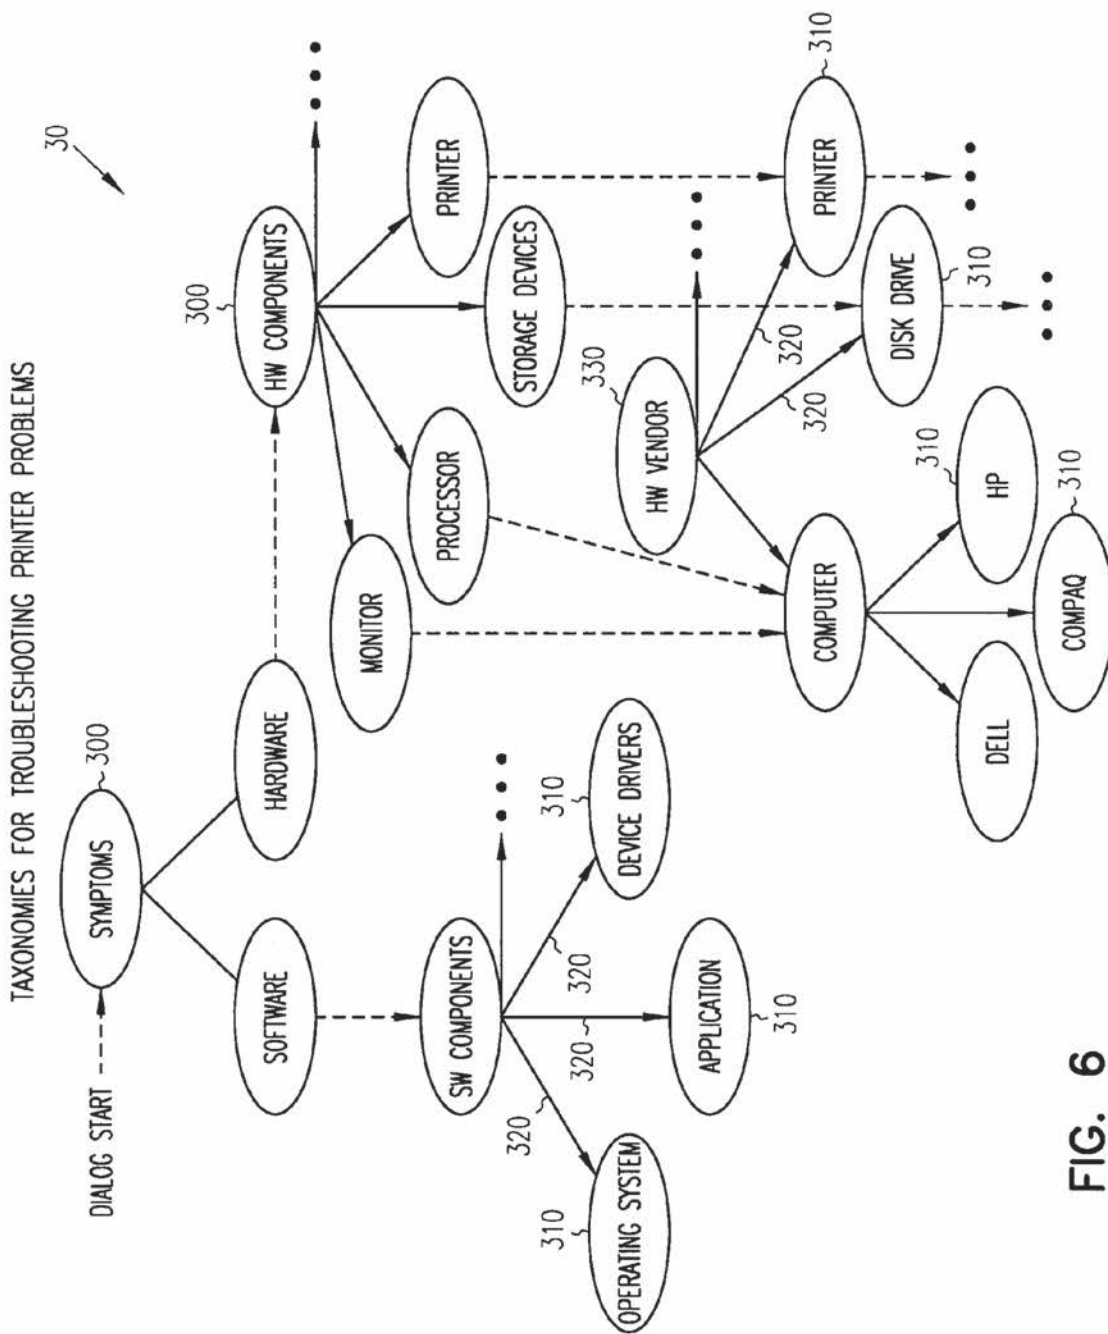 TAXONOMIES FOR TROUBLESHOOTING PRINTER PROBLEMS
30
DIALOG START
SYMPTOMS
300
SOFTWARE
HARDWARE
HW COMPONENTS
300
MONITOR
PROCESSOR
STORAGE DEVICES
PRINTER
SW COMPONENTS
320
320
320
OPERATING SYSTEM
310
APPLICATION
310
DEVICE DRIVERS
310
HW VENDOR
330
320
320
COMPUTER
DISK DRIVE
310
PRINTER
310
DELL
COMPAQ
310
HP
310
FIG. 6